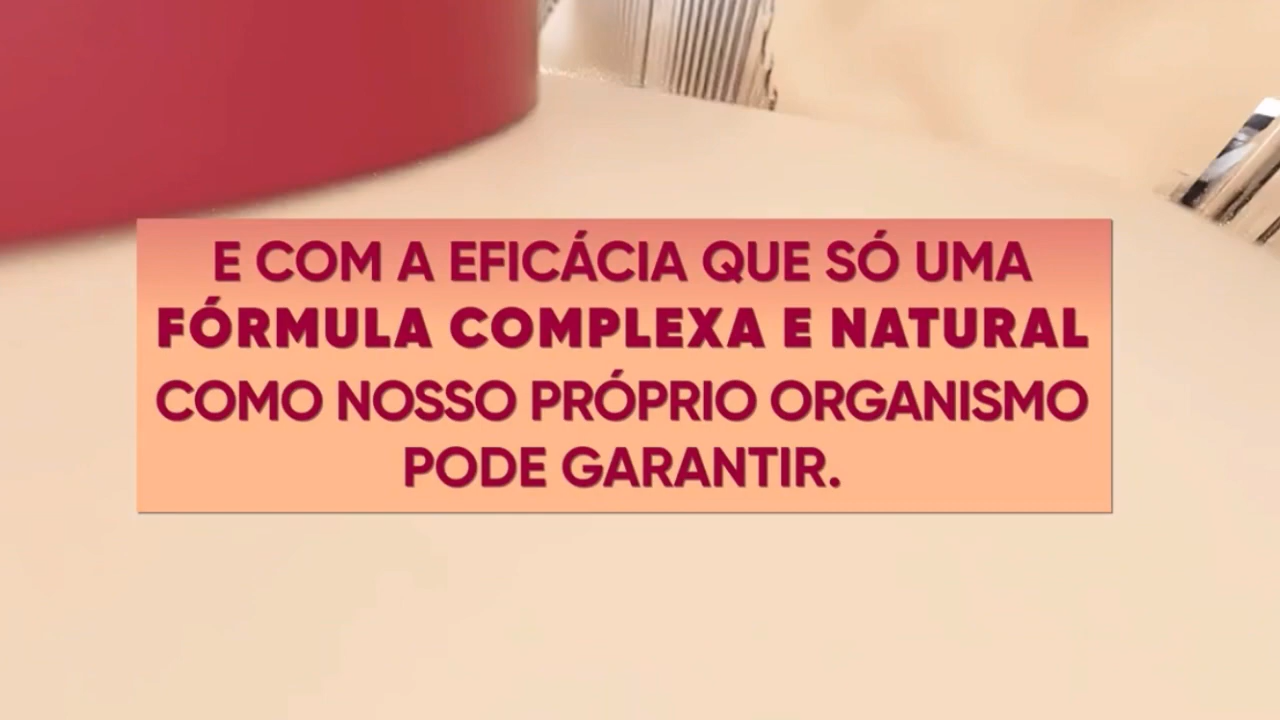 E COM A EFICÁCIA QUE SÓ UMA
FÓRMULA COMPLEXA E NATURAL
COMO NOSSO PRÓPRIO ORGANISMO
PODE GARANTIR.